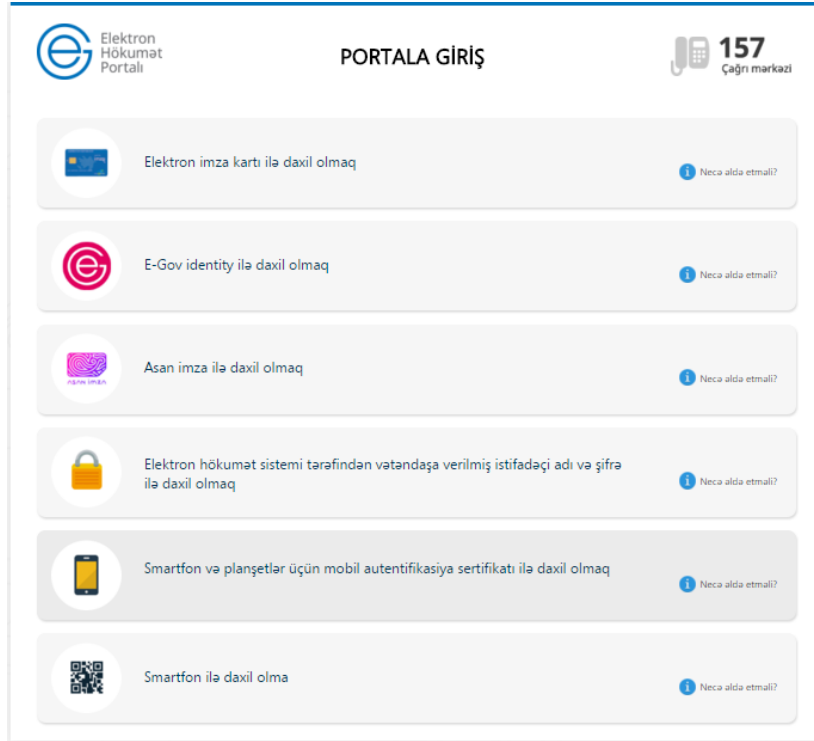 Elektron
Hökumət
Portalı
PORTALA GİRİŞ
157
Çağrı mərkəzi
Elektron imza kartı ilə daxil olmaq
Necə əldə etməli?
E-Gov identity ilə daxil olmaq
Necə əldə etməli?
Asan imza ilə daxil olmaq
Necə əldə etməli?
Elektron hökumət sistemi tərəfindən vətəndaşa verilmiş istifadəçi adı və şifrə
ilə daxil olmaq
Necə əldə etməli?
Smartfon və planşetlər üçün mobil autentifikasiya sertifikatı ilə daxil olmaq
Necə əldə etməli?
Smartfon ilə daxil olma
Necə əldə etməli?